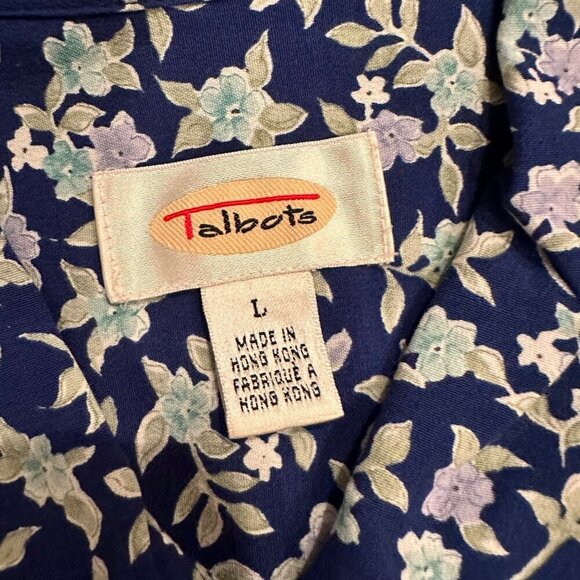 Talbots
L
MADE IN
HONG KONG
FABRIQUE A
HONG KONG